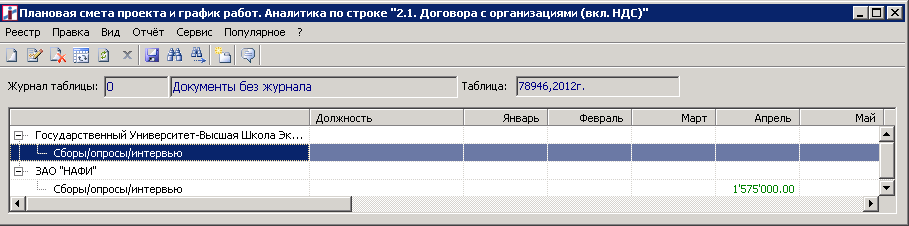 Плановая смета проекта и график работ. Аналитика по строке "2.1. Договора с организациями (вкл. НДС)"
Реестр Правка Вид Отчёт Сервис Популярное ?
Журнал таблицы: 0 Документы без журнала Таблица: 78946,2012г.
Должность Январь Февраль Март Апрель Май
Государственный Университет-Высшая Школа Эк...
Сборы/опросы/интервью
ЗАО "НАФИ"
Сборы/опросы/интервью 1'575'000.00